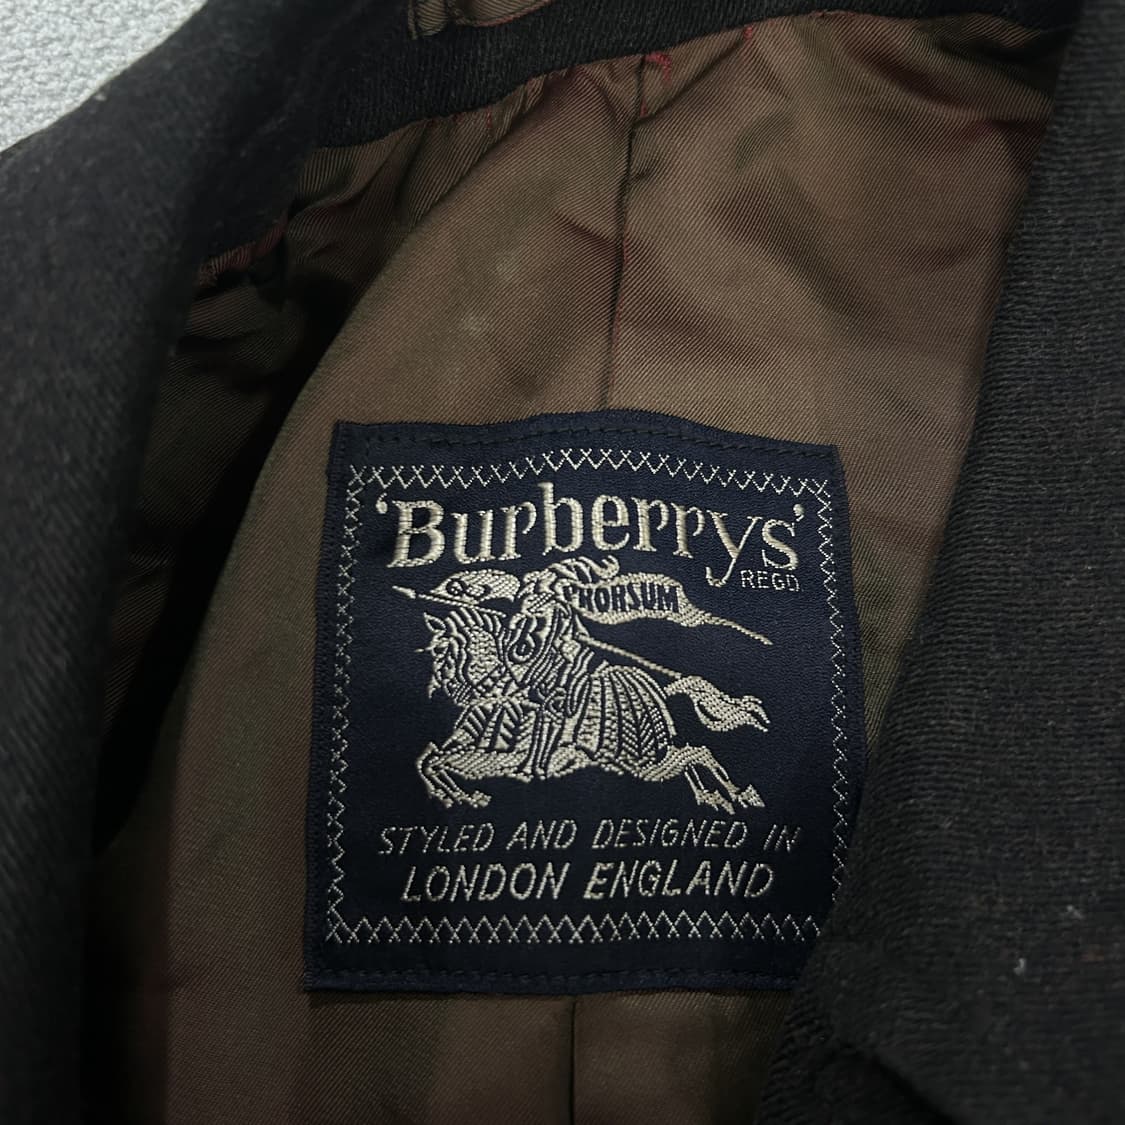 'Burberrys'
REGD
PRORSUM
STYLED AND DESIGNED IN
LONDON ENGLAND